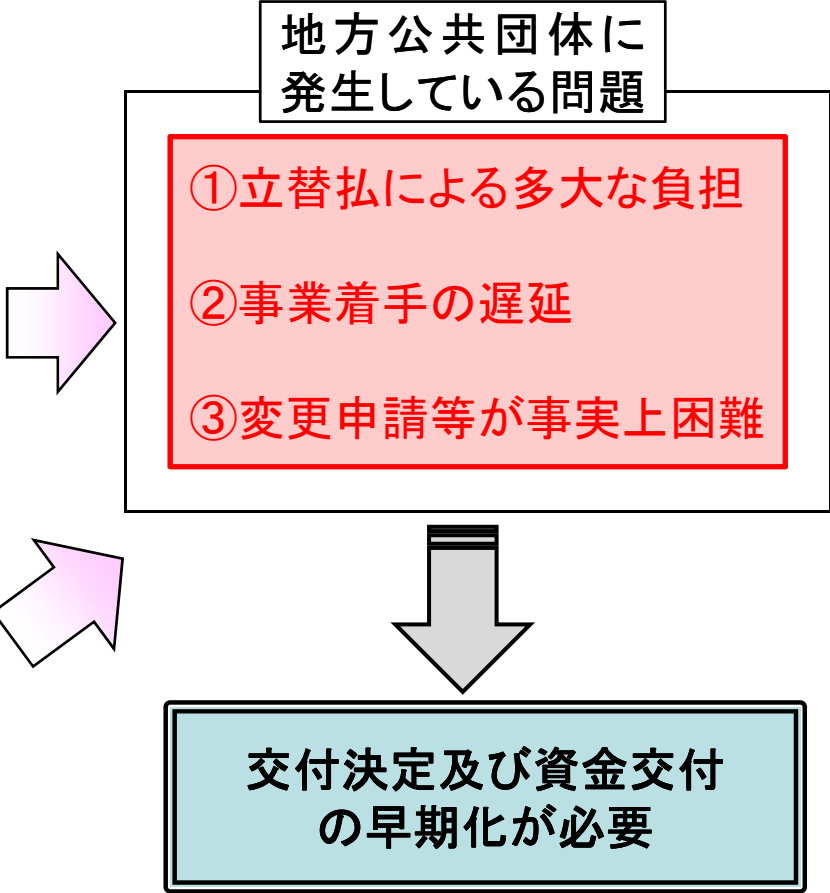 地方公共団体に
発生している問題
①立替払による多大な負担
②事業着手の遅延
③変更申請等が事実上困難
交付決定及び資金交付
の早期化が必要